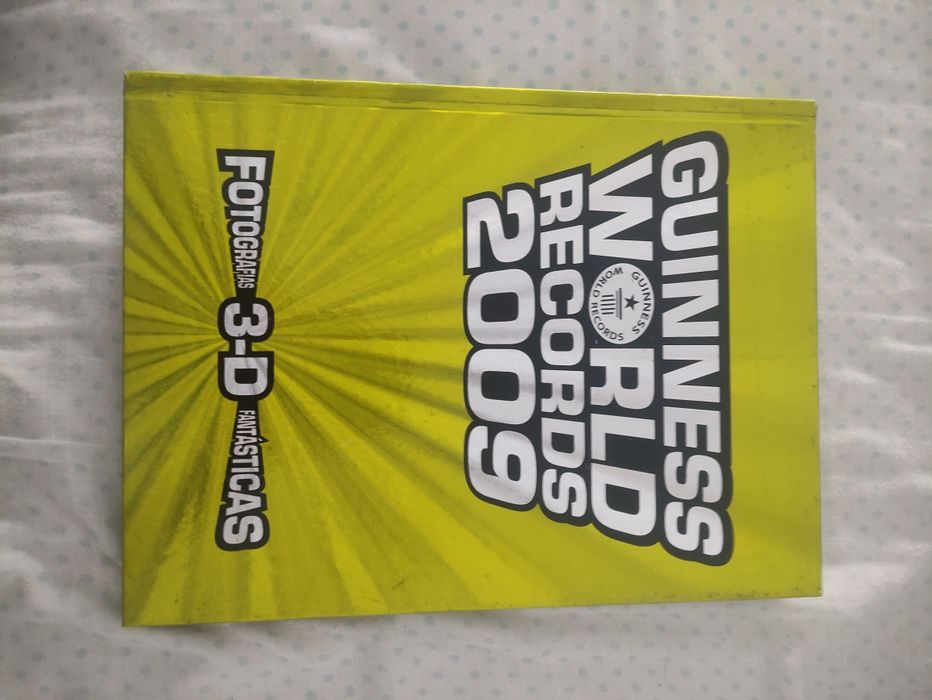 GUINNESS
WORLD
RECORDS
2009
GUINNESS
WORLD RECORDS
FOTOGRAFIAS 3-D FANTÁSTICAS